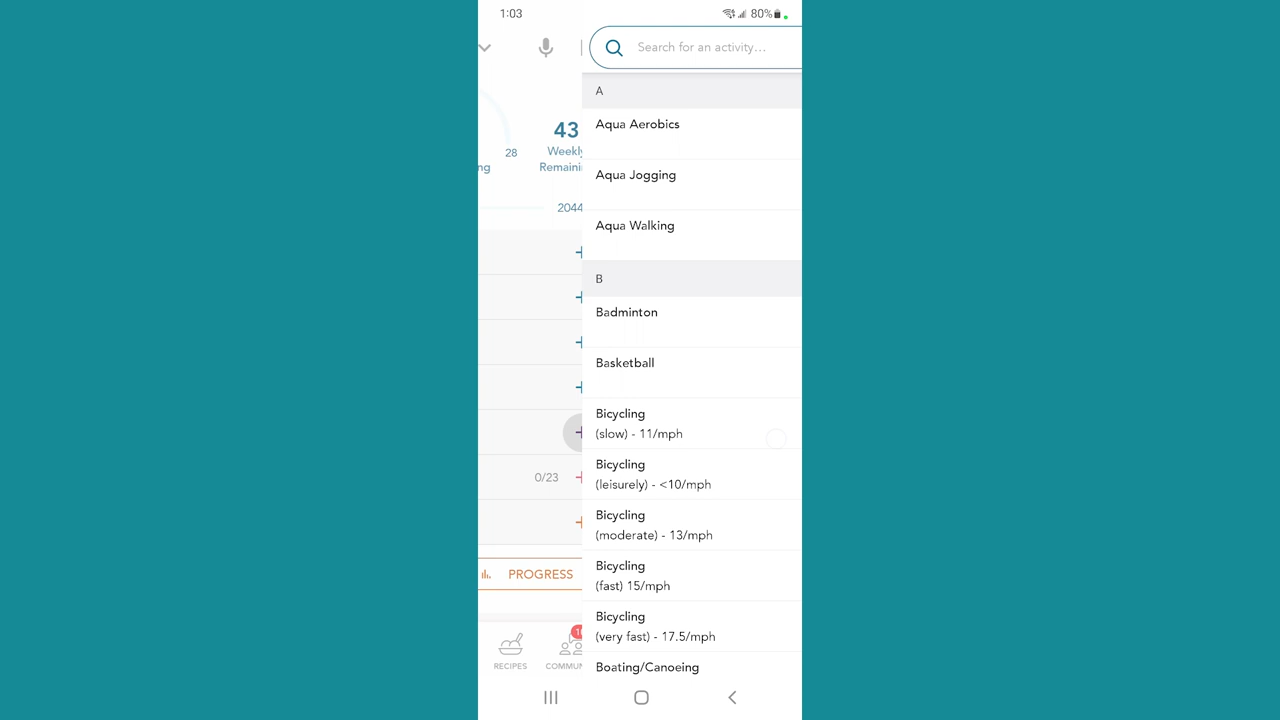 1:03
80%
Search for an activity...
A
Aqua Aerobics
Aqua Jogging
Aqua Walking
B
Badminton
Basketball
Bicycling
(slow) - 11/mph
Bicycling
(leisurely) - <10/mph
Bicycling
(moderate) - 13/mph
Bicycling
(fast) 15/mph
Bicycling
(very fast) - 17.5/mph
Boating/Canoeing
28
ng
43
Weekly
Remaini
2044
0/23
PROGRESS
RECIPES
COMMUN